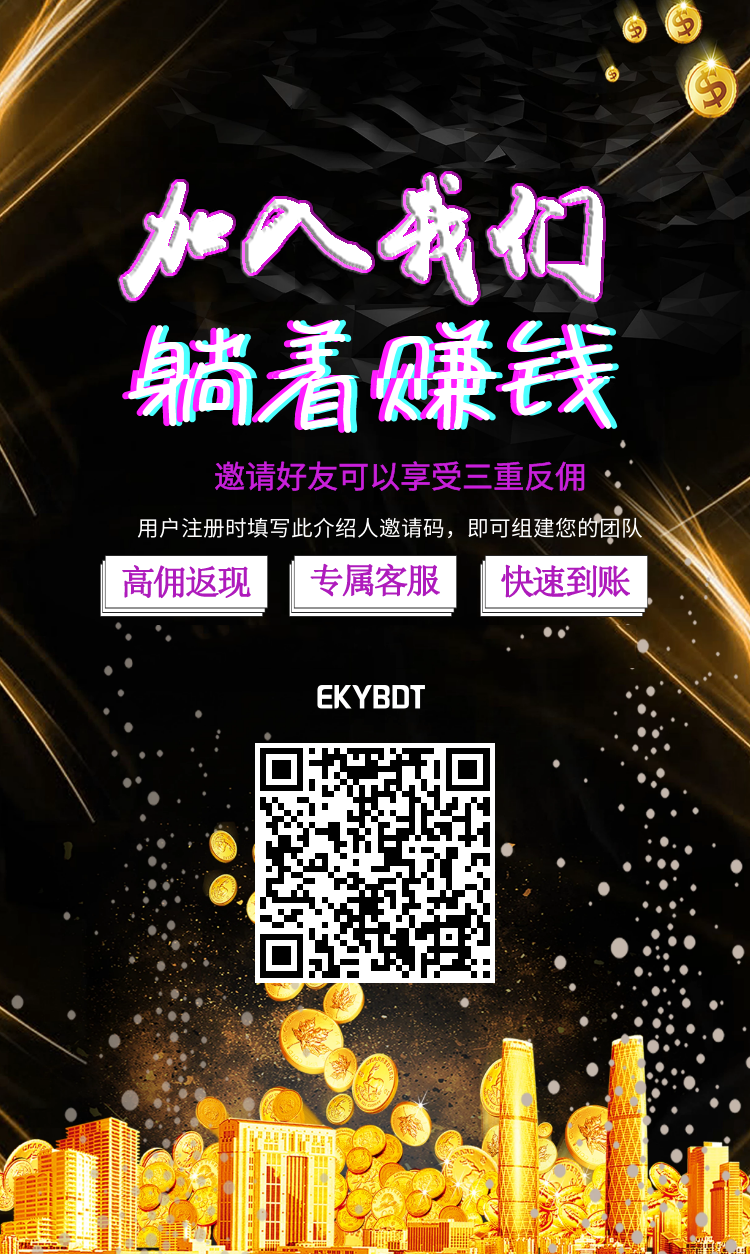 加入我们
躺着赚钱
邀请好友可以享受三重反佣
用户注册时填写此介绍人邀请码，即可组建您的团队
高佣返现 专属客服 快速到账
EKYBDT